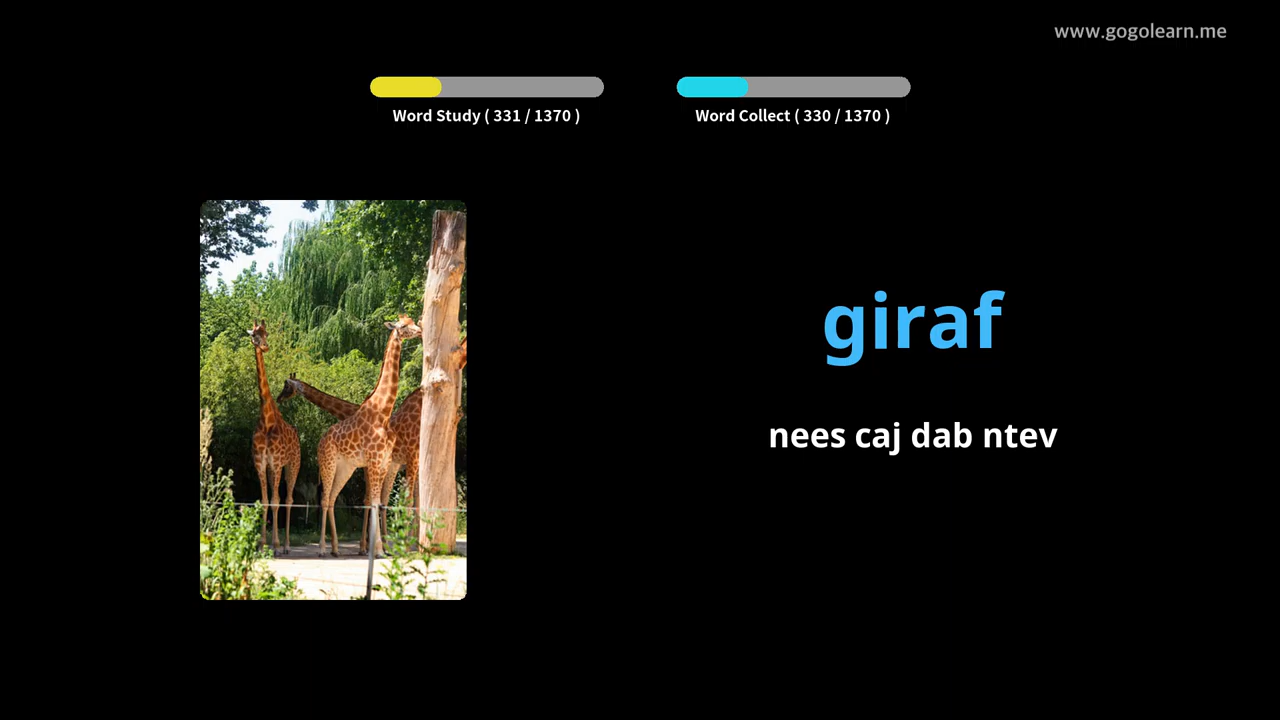 www.gogolearn.me
Word Study ( 331 / 1370 )
Word Collect ( 330 / 1370 )
giraf
nees caj dab ntev